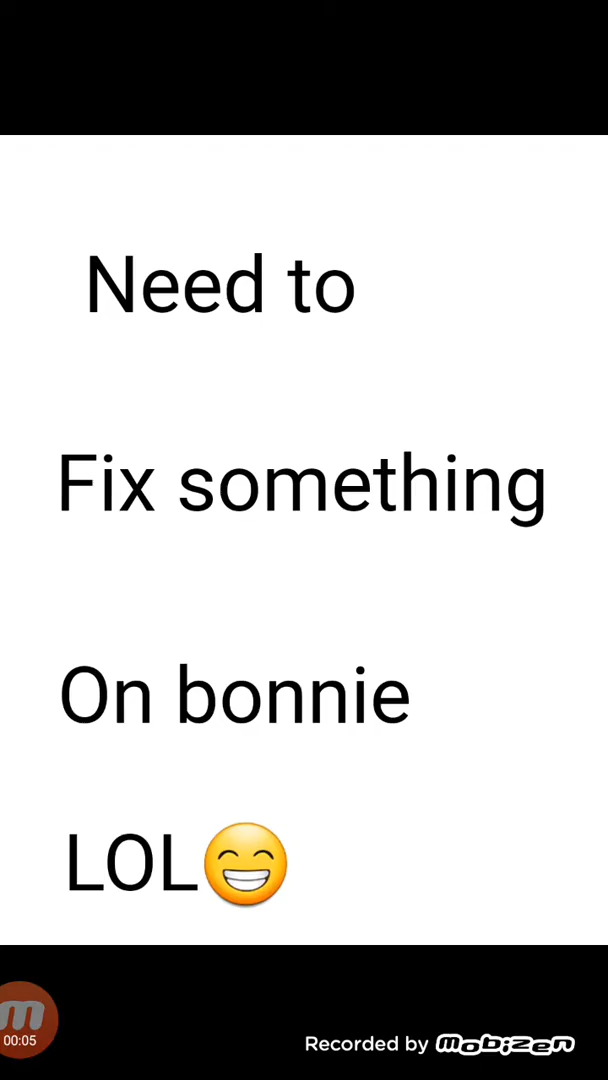 Need to
Fix something
On bonnie
LOL😁
00:05
Recorded by mobizen